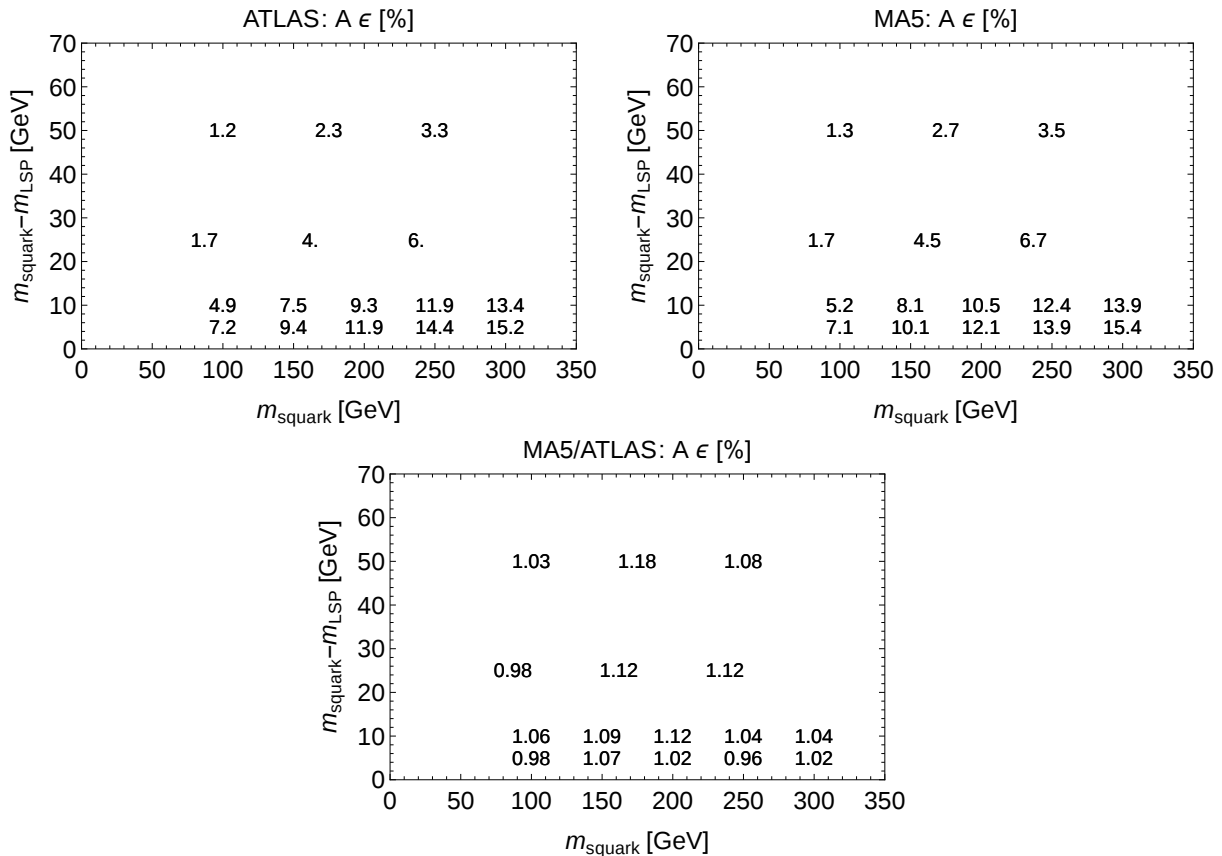 ATLAS: A ϵ [%]
70
60
50
40
30
20
10
0
m_squark−m_LSP [GeV]
1.2 2.3 3.3
1.7 4. 6.
4.9 7.5 9.3 11.9 13.4
7.2 9.4 11.9 14.4 15.2
0 50 100 150 200 250 300 350
m_squark [GeV]
MA5: A ϵ [%]
70
60
50
40
30
20
10
0
m_squark−m_LSP [GeV]
1.3 2.7 3.5
1.7 4.5 6.7
5.2 8.1 10.5 12.4 13.9
7.1 10.1 12.1 13.9 15.4
0 50 100 150 200 250 300 350
m_squark [GeV]
MA5/ATLAS: A ϵ [%]
70
60
50
40
30
20
10
0
m_squark−m_LSP [GeV]
1.03 1.18 1.08
0.98 1.12 1.12
1.06 1.09 1.12 1.04 1.04
0.98 1.07 1.02 0.96 1.02
0 50 100 150 200 250 300 350
m_squark [GeV]